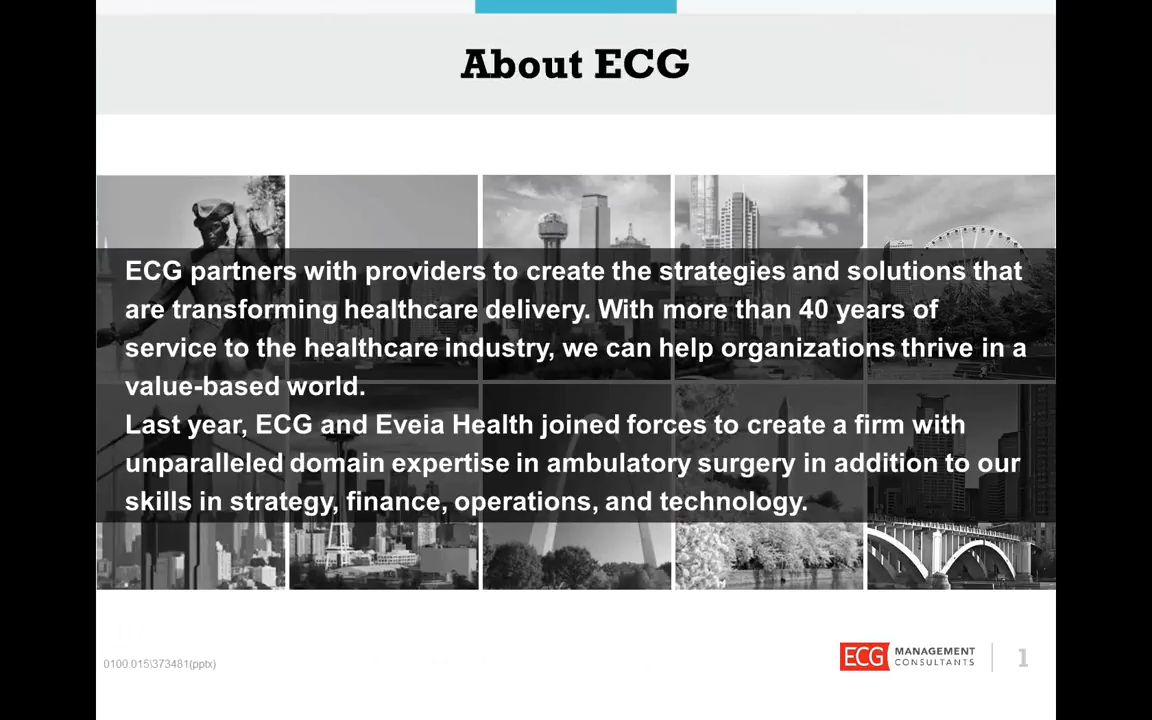 About ECG
ECG partners with providers to create the strategies and solutions that
are transforming healthcare delivery. With more than 40 years of
service to the healthcare industry, we can help organizations thrive in a
value-based world.
Last year, ECG and Eveia Health joined forces to create a firm with
unparalleled domain expertise in ambulatory surgery in addition to our
skills in strategy, finance, operations, and technology.
0100.015\373481(pptx)
ECG MANAGEMENT
CONSULTANTS
1